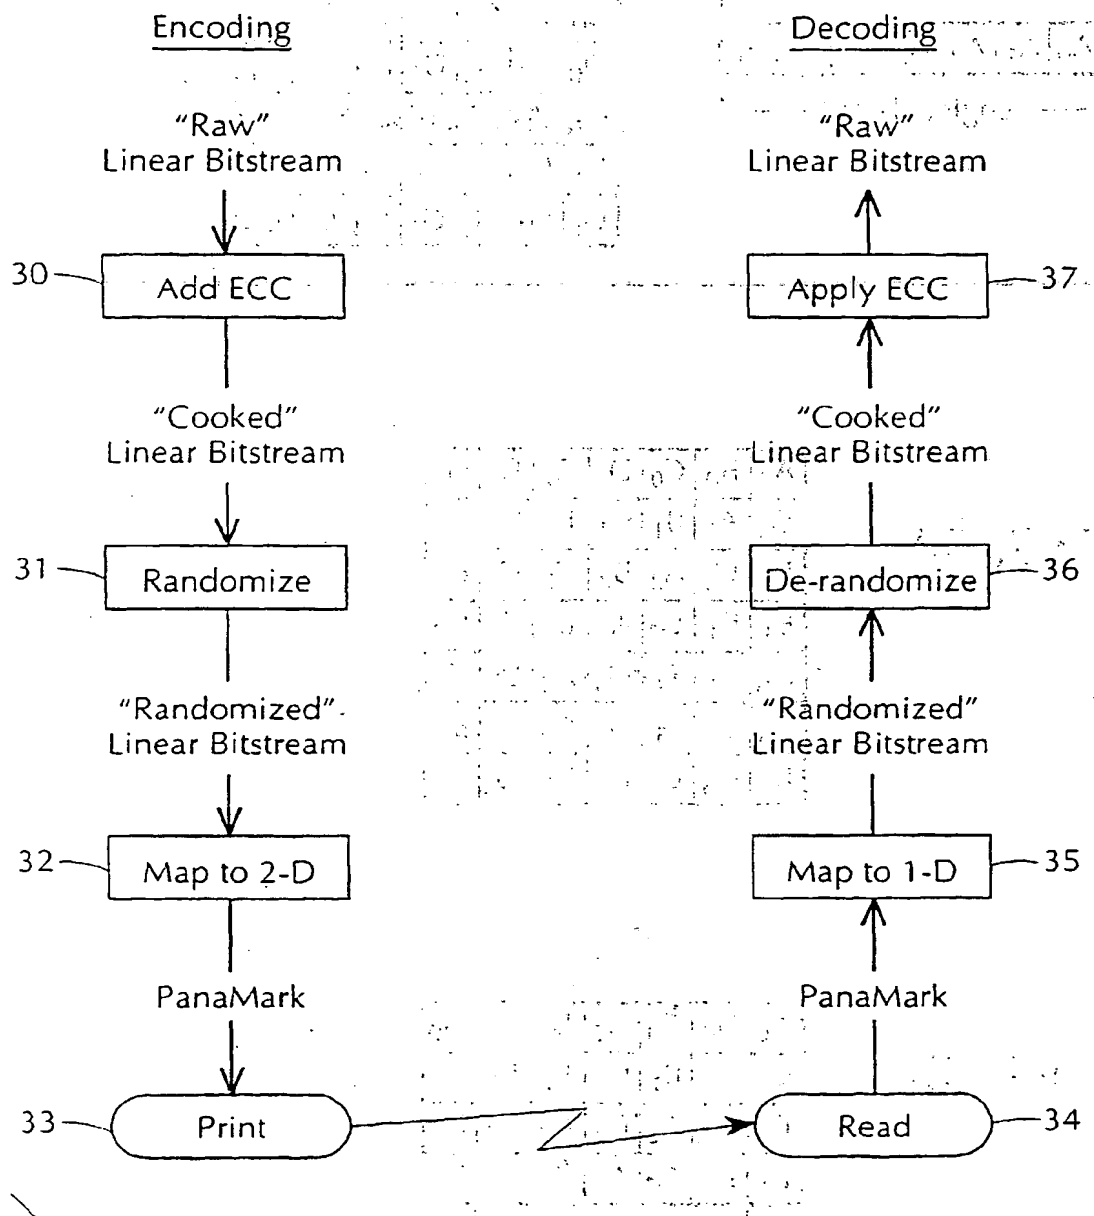 Encoding
"Raw"
Linear Bitstream
30
Add ECC
"Cooked"
Linear Bitstream
31
Randomize
"Randomized"
Linear Bitstream
32
Map to 2-D
PanaMark
33
Print
Decoding
"Raw"
Linear Bitstream
Apply ECC
37
"Cooked"
Linear Bitstream
De-randomize
36
"Randomized"
Linear Bitstream
Map to 1-D
35
PanaMark
Read
34